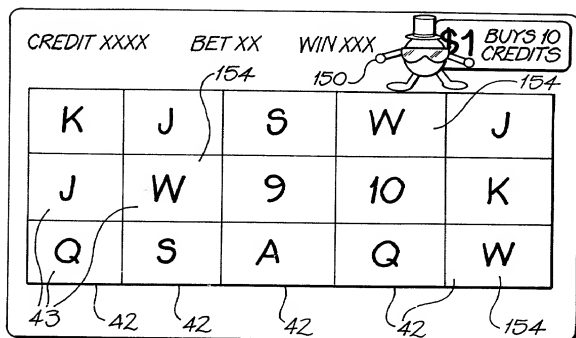 CREDIT XXXX BET XX WIN XXX $1 BUYS 10
CREDITS
154 150 154
K J S W J
J W 9 10 K
Q S A Q W
43 42 42 42 42 154